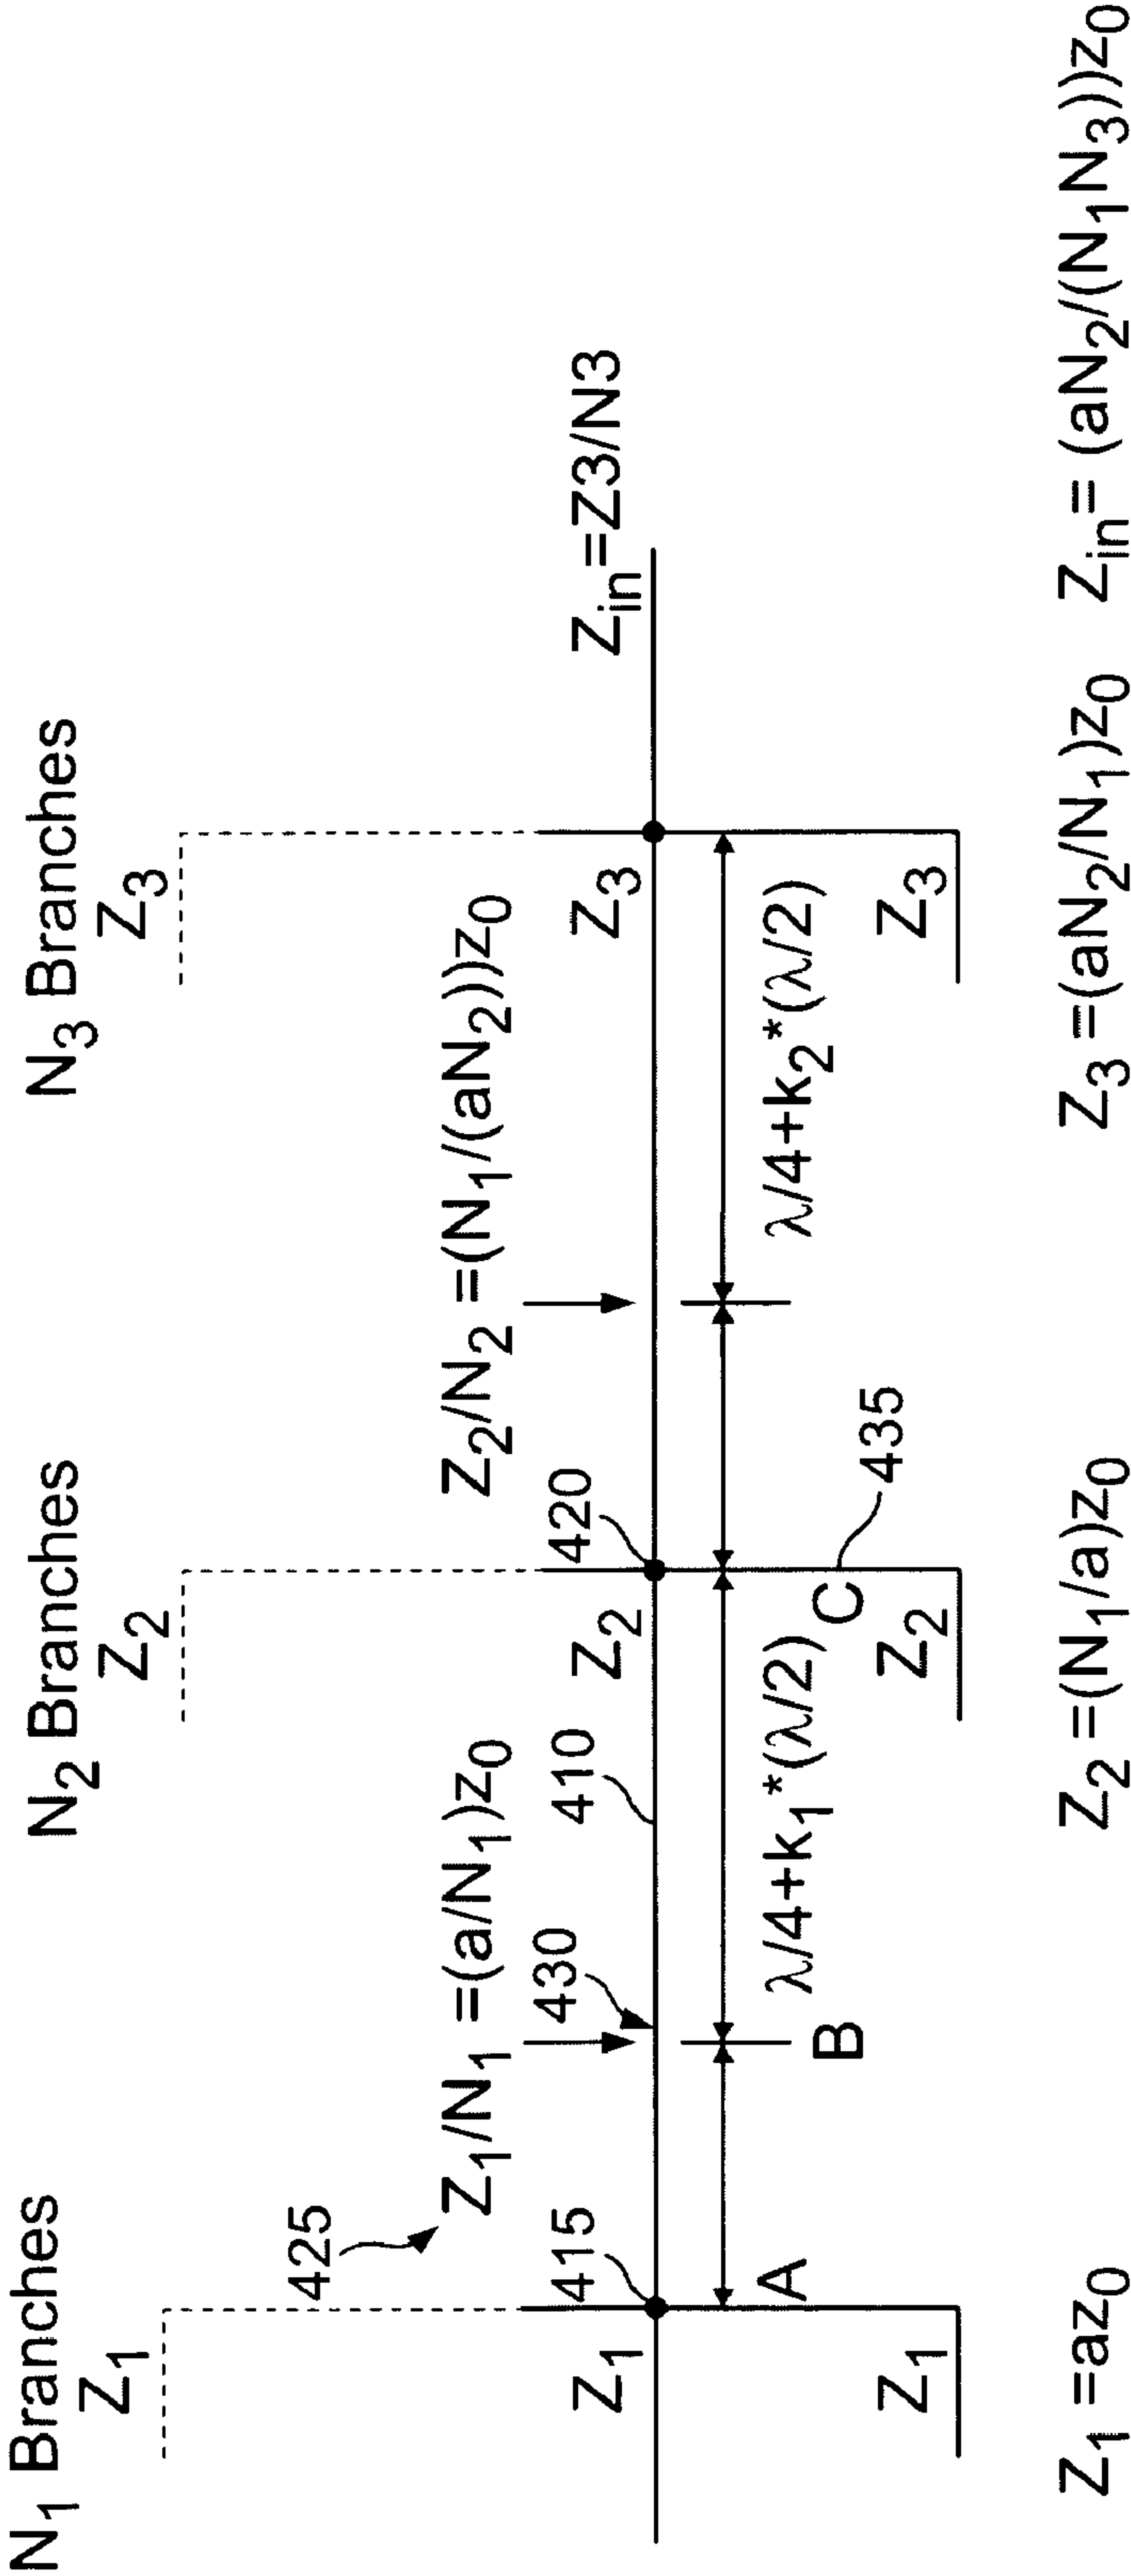 N1 Branches
N2 Branches
N3 Branches
Z1
Z2
Z3
425
Z1/N1 =(a/N1)z0
Z2/N2 =(N1/(aN2))z0
415
430
410
420
Zin=Z3/N3
Z1
Z2
Z3
A
B
λ/4+k1*(λ/2)
C
435
λ/4+k2*(λ/2)
Z1
Z2
Z3
Z1 =az0
Z2 =(N1/a)z0
Z3 =(aN2/N1)z0
Zin= (aN2/(N1N3))z0